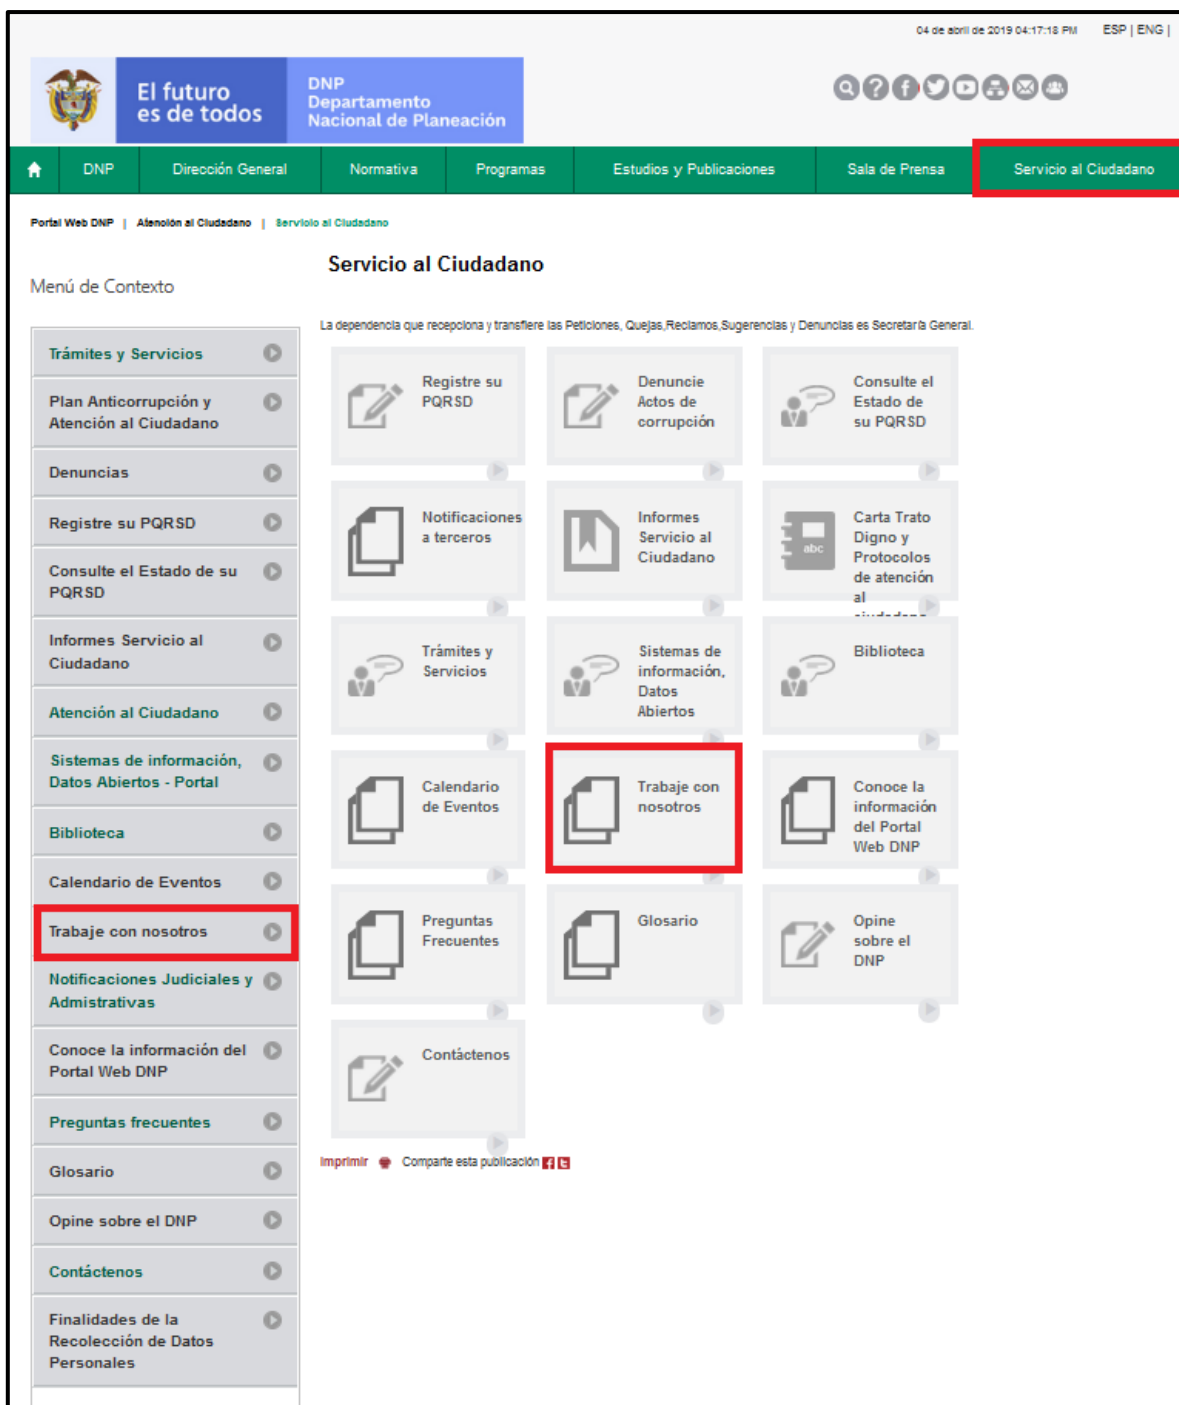 04 de abril de 2019 04:17:18 PM ESP | ENG |
El futuro
es de todos
DNP
Departamento
Nacional de Planeación
DNP Dirección General Normativa Programas Estudios y Publicaciones Sala de Prensa Servicio al Ciudadano
Portal Web DNP | Atención al Ciudadano | Servicio al Ciudadano
Menú de Contexto
Trámites y Servicios
Plan Anticorrupción y
Atención al Ciudadano
Denuncias
Registre su PQRSD
Consulte el Estado de su
PQRSD
Informes Servicio al
Ciudadano
Atención al Ciudadano
Sistemas de información,
Datos Abiertos - Portal
Biblioteca
Calendario de Eventos
Trabaje con nosotros
Notificaciones Judiciales y
Admistrativas
Conoce la información del
Portal Web DNP
Preguntas frecuentes
Glosario
Opine sobre el DNP
Contáctenos
Finalidades de la
Recolección de Datos
Personales
Servicio al Ciudadano
La dependencia que recepciona y transfiere las Peticiones, Quejas,Reclamos,Sugerencias y Denuncias es Secretaría General.
Registre su
PQRSD
Denuncie
Actos de
corrupción
Consulte el
Estado de
su PQRSD
Notificaciones
a terceros
Informes
Servicio al
Ciudadano
abc
Carta Trato
Digno y
Protocolos
de atención
al
ciudadano
Trámites y
Servicios
Sistemas de
información,
Datos
Abiertos
Biblioteca
Calendario
de Eventos
Trabaje con
nosotros
Conoce la
información
del Portal
Web DNP
Preguntas
Frecuentes
Glosario
Opine
sobre el
DNP
Contáctenos
Imprimir Comparte esta publicación